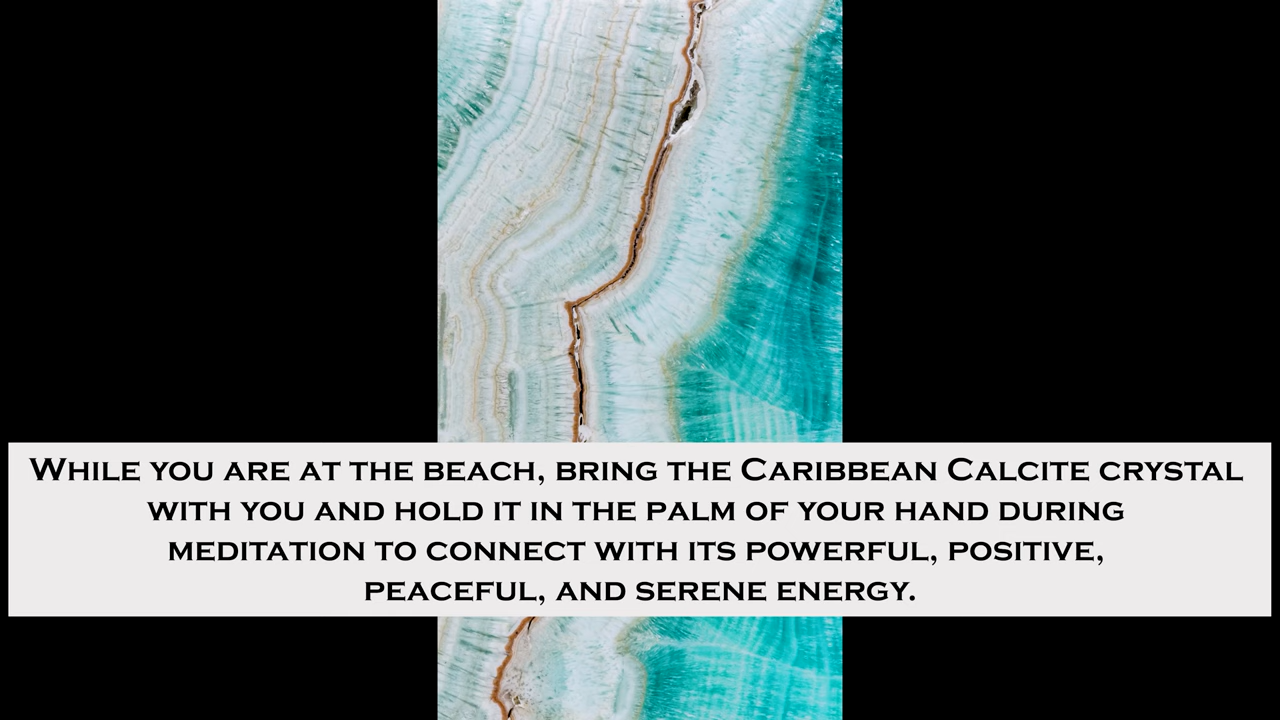 While you are at the beach, bring the Caribbean Calcite crystal
with you and hold it in the palm of your hand during
meditation to connect with its powerful, positive,
peaceful, and serene energy.